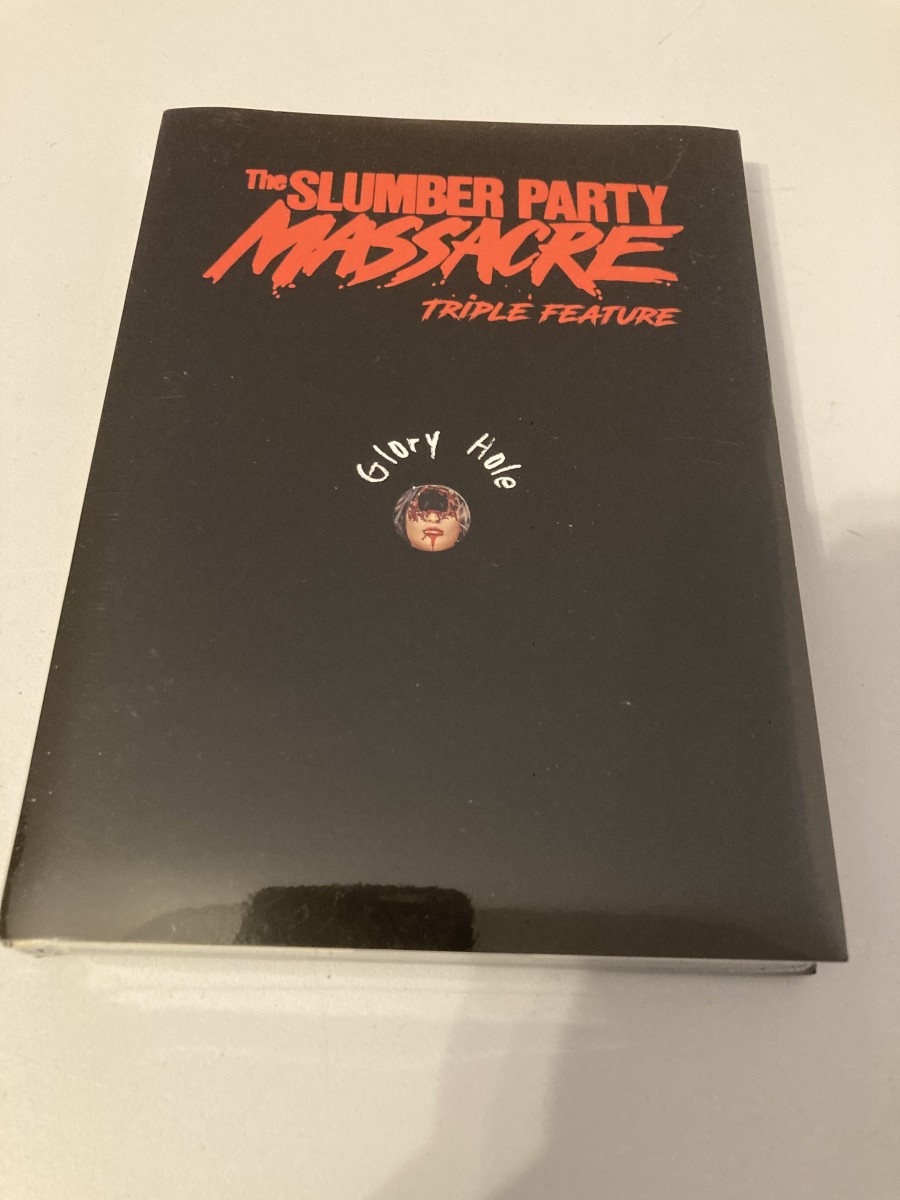 The SLUMBER PARTY
MASSACRE
TRiPLE FEATURE
Glory Hole